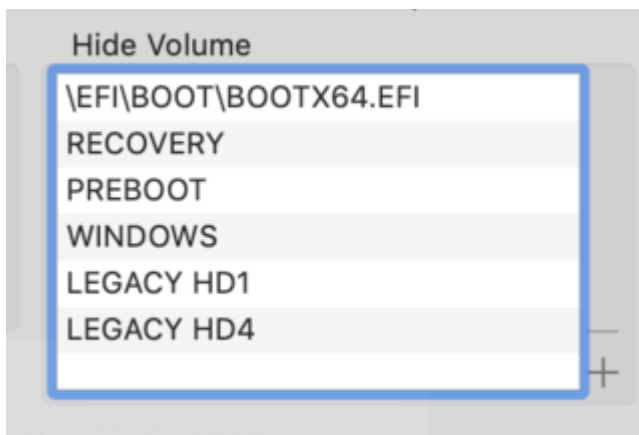 Hide Volume
\EFI\BOOT\BOOTX64.EFI
RECOVERY
PREBOOT
WINDOWS
LEGACY HD1
LEGACY HD4